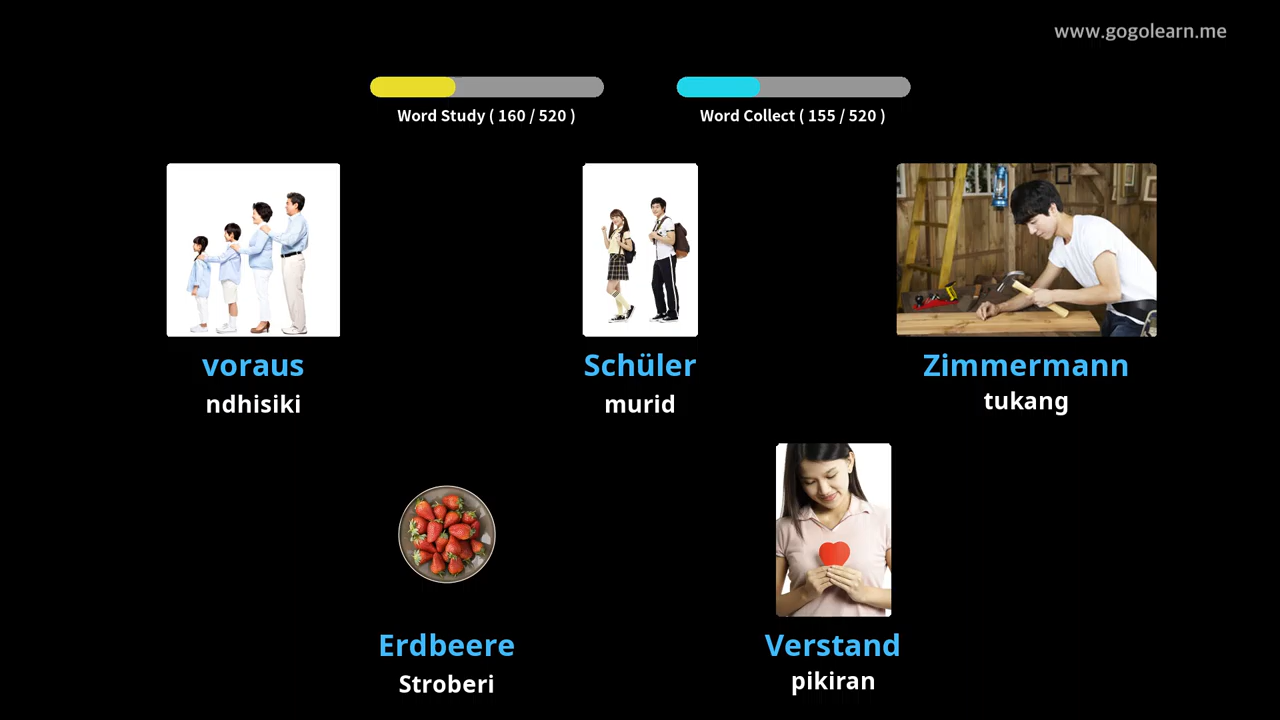 www.gogolearn.me
Word Study ( 160 / 520 )
Word Collect ( 155 / 520 )
voraus
ndhisiki
Schüler
murid
Zimmermann
tukang
Erdbeere
Stroberi
Verstand
pikiran